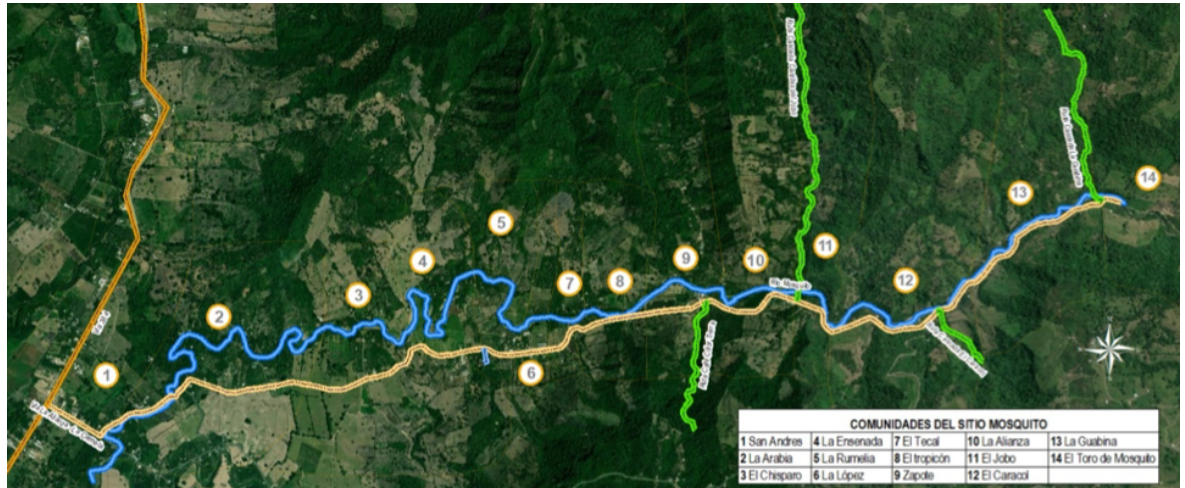 14
13
11
5
4
9
10
7
8
12
3
Río Mosquito
2
6
1
COMUNIDADES DEL SITIO MOSQUITO
1 San Andres 4 La Ensenada 7 El Tecal 10 La Alianza 13 La Guabina
2 La Arabia 5 La Rumelia 8 El tropicón 11 El Jobo 14 El Toro de Mosquito
3 El Chisparo 6 La López 9 Zapote 12 El Caracol